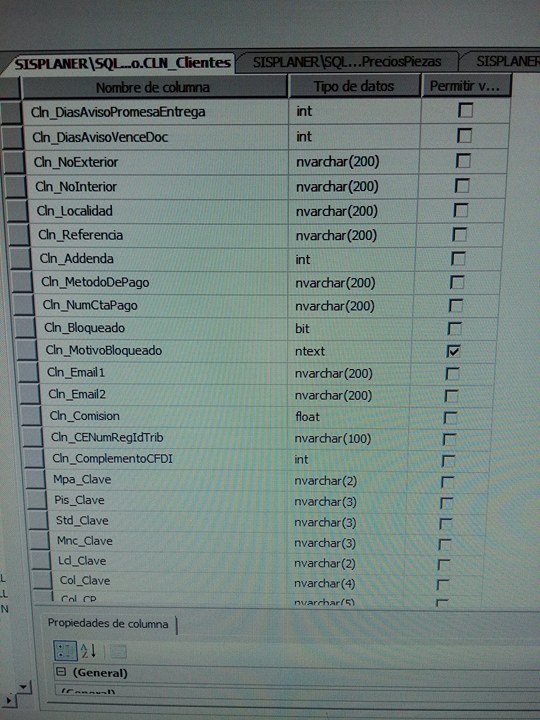 SISPLANER\SQL...o.CLN_Clientes SISPLANER\SQL...PreciosPiezas SISPLANER
Nombre de columna Tipo de datos Permitir v...
Cln_DiasAvisoPromesaEntrega int
Cln_DiasAvisoVenceDoc int
Cln_NoExterior nvarchar(200)
Cln_NoInterior nvarchar(200)
Cln_Localidad nvarchar(200)
Cln_Referencia nvarchar(200)
Cln_Addenda int
Cln_MetodoDePago nvarchar(200)
Cln_NumCtaPago nvarchar(200)
Cln_Bloqueado bit
Cln_MotivoBloqueado ntext
Cln_Email1 nvarchar(200)
Cln_Email2 nvarchar(200)
Cln_Comision float
Cln_CENumRegIdTrib nvarchar(100)
Cln_ComplementoCFDI int
Mpa_Clave nvarchar(2)
Pis_Clave nvarchar(3)
Std_Clave nvarchar(3)
Mnc_Clave nvarchar(3)
Lcl_Clave nvarchar(2)
Col_Clave nvarchar(4)
Col_CP nvarchar(5)
Propiedades de columna
(General)
(General)